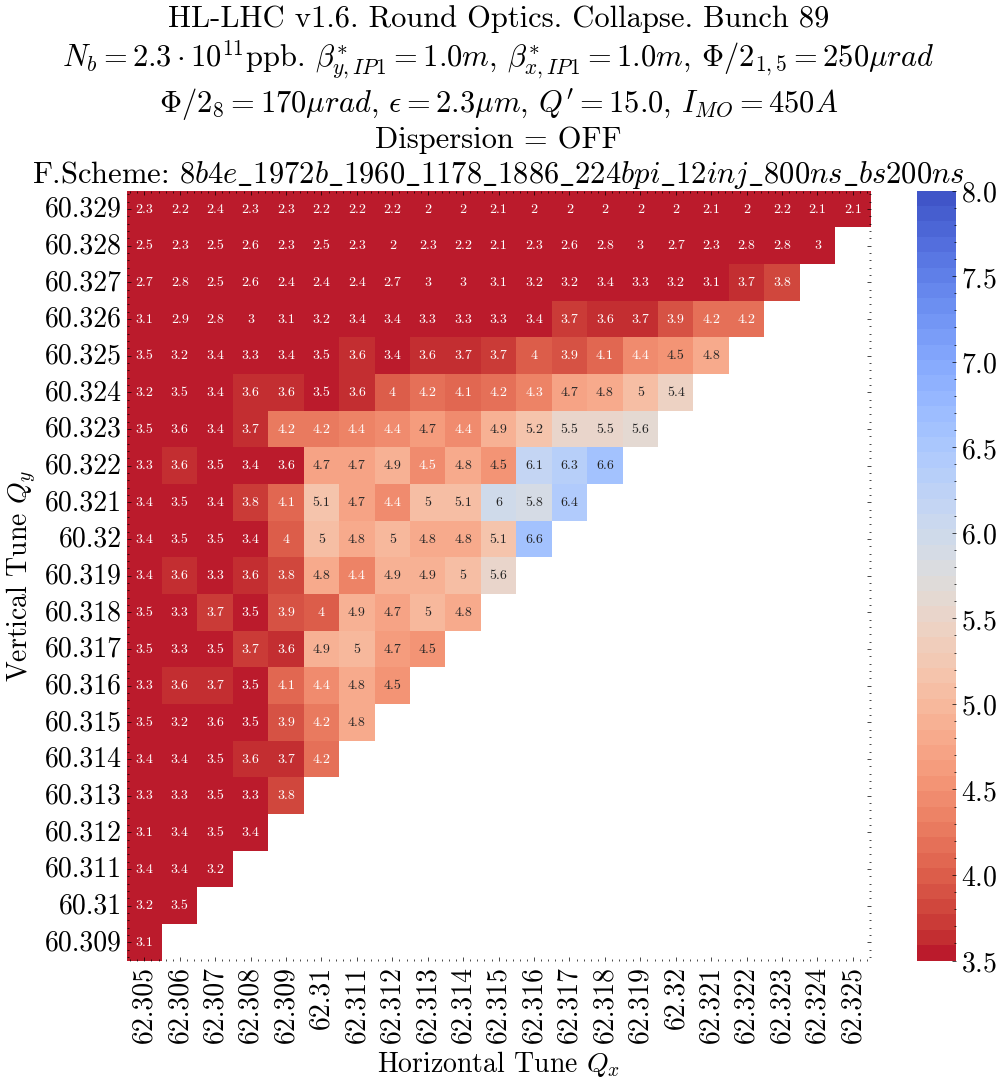 HL-LHC v1.6. Round Optics. Collapse. Bunch 89
N_b = 2.3 · 10^11 ppb. β*_{y,IP1} = 1.0m, β*_{x,IP1} = 1.0m, Φ/2_{1,5} = 250μrad
Φ/2_8 = 170μrad, ϵ = 2.3μm, Q′ = 15.0, I_MO = 450A
Dispersion = OFF
F.Scheme: 8b4e_1972b_1960_1178_1886_224bpi_12inj_800ns_bs200ns
60.329 2.3 2.2 2.4 2.3 2.3 2.2 2.2 2.2 2 2 2.1 2 2 2 2 2 2.1 2 2.2 2.1 2.1
60.328 2.5 2.3 2.5 2.6 2.3 2.5 2.3 2 2.3 2.2 2.1 2.3 2.6 2.8 3 2.7 2.3 2.8 2.8 3
60.327 2.7 2.8 2.5 2.6 2.4 2.4 2.4 2.7 3 3 3.1 3.2 3.2 3.4 3.3 3.2 3.1 3.7 3.8
60.326 3.1 2.9 2.8 3 3.1 3.2 3.4 3.4 3.3 3.3 3.3 3.4 3.7 3.6 3.7 3.9 4.2 4.2
60.325 3.5 3.2 3.4 3.3 3.4 3.5 3.6 3.4 3.6 3.7 3.7 4 3.9 4.1 4.4 4.5 4.8
60.324 3.2 3.5 3.4 3.6 3.6 3.5 3.6 4 4.2 4.1 4.2 4.3 4.7 4.8 5 5.4
60.323 3.5 3.6 3.4 3.7 4.2 4.2 4.4 4.4 4.7 4.4 4.9 5.2 5.5 5.5 5.6
60.322 3.3 3.6 3.5 3.4 3.6 4.7 4.7 4.9 4.5 4.8 4.5 6.1 6.3 6.6
60.321 3.4 3.5 3.4 3.8 4.1 5.1 4.7 4.4 5 5.1 6 5.8 6.4
60.32 3.4 3.5 3.5 3.4 4 5 4.8 5 4.8 4.8 5.1 6.6
60.319 3.4 3.6 3.3 3.6 3.8 4.8 4.4 4.9 4.9 5 5.6
60.318 3.5 3.3 3.7 3.5 3.9 4 4.9 4.7 5 4.8
60.317 3.5 3.3 3.5 3.7 3.6 4.9 5 4.7 4.5
60.316 3.3 3.6 3.7 3.5 4.1 4.4 4.8 4.5
60.315 3.5 3.2 3.6 3.5 3.9 4.2 4.8
60.314 3.4 3.4 3.5 3.6 3.7 4.2
60.313 3.3 3.3 3.5 3.3 3.8
60.312 3.1 3.4 3.5 3.4
60.311 3.4 3.4 3.2
60.31 3.2 3.5
60.309 3.1
Vertical Tune Q_y
62.305 62.306 62.307 62.308 62.309 62.31 62.311 62.312 62.313 62.314 62.315 62.316 62.317 62.318 62.319 62.32 62.321 62.322 62.323 62.324 62.325
Horizontal Tune Q_x
8.0
7.5
7.0
6.5
6.0
5.5
5.0
4.5
4.0
3.5